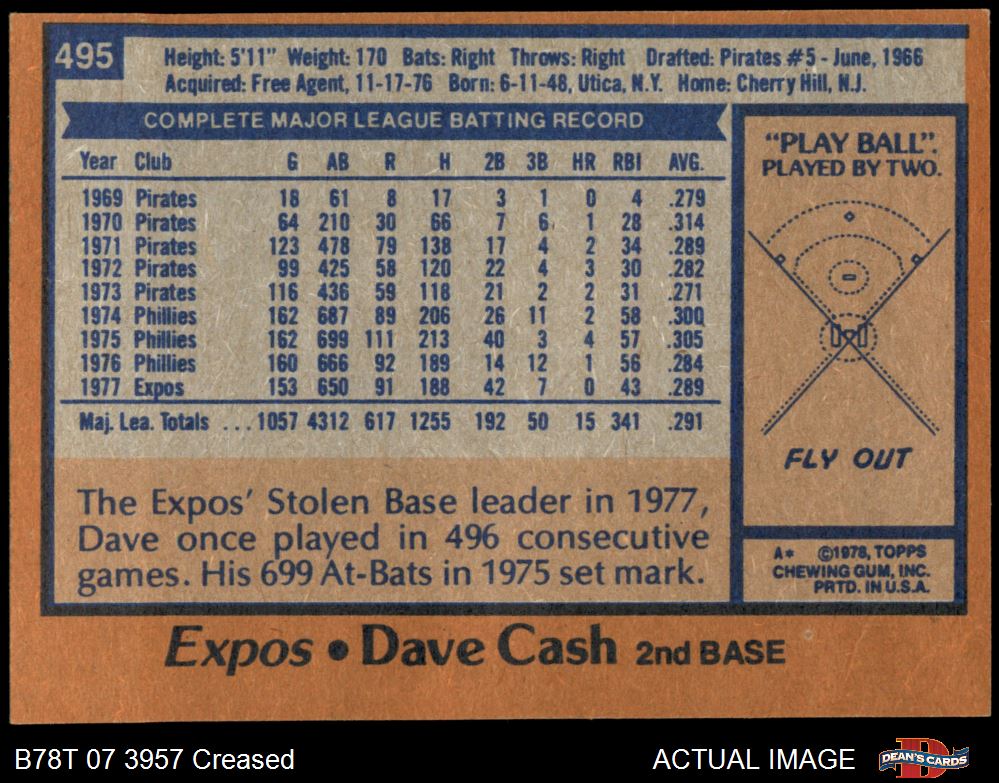 495
Height: 5'11" Weight: 170 Bats: Right Throws: Right Drafted: Pirates #5 - June, 1966
Acquired: Free Agent, 11-17-76 Born: 6-11-48, Utica, N.Y. Home: Cherry Hill, N.J.
COMPLETE MAJOR LEAGUE BATTING RECORD
Year Club G AB R H 2B 3B HR RBI AVG.
1969 Pirates 18 61 8 17 3 1 0 4 .279
1970 Pirates 64 210 30 66 7 6 1 28 .314
1971 Pirates 123 478 79 138 17 4 2 34 .289
1972 Pirates 99 425 58 120 22 4 3 30 .282
1973 Pirates 116 436 59 118 21 2 2 31 .271
1974 Phillies 162 687 89 206 26 11 2 58 .300
1975 Phillies 162 699 111 213 40 3 4 57 .305
1976 Phillies 160 666 92 189 14 12 1 56 .284
1977 Expos 153 650 91 188 42 7 0 43 .289
Maj. Lea. Totals ... 1057 4312 617 1255 192 50 15 341 .291
The Expos' Stolen Base leader in 1977,
Dave once played in 496 consecutive
games. His 699 At-Bats in 1975 set mark.
"PLAY BALL".
PLAYED BY TWO.
FLY OUT
A* ©1978, TOPPS
CHEWING GUM, INC.
PRTD. IN U.S.A.
Expos • Dave Cash 2nd BASE
B78T 07 3957 Creased
ACTUAL IMAGE
D
DEAN'S CARDS